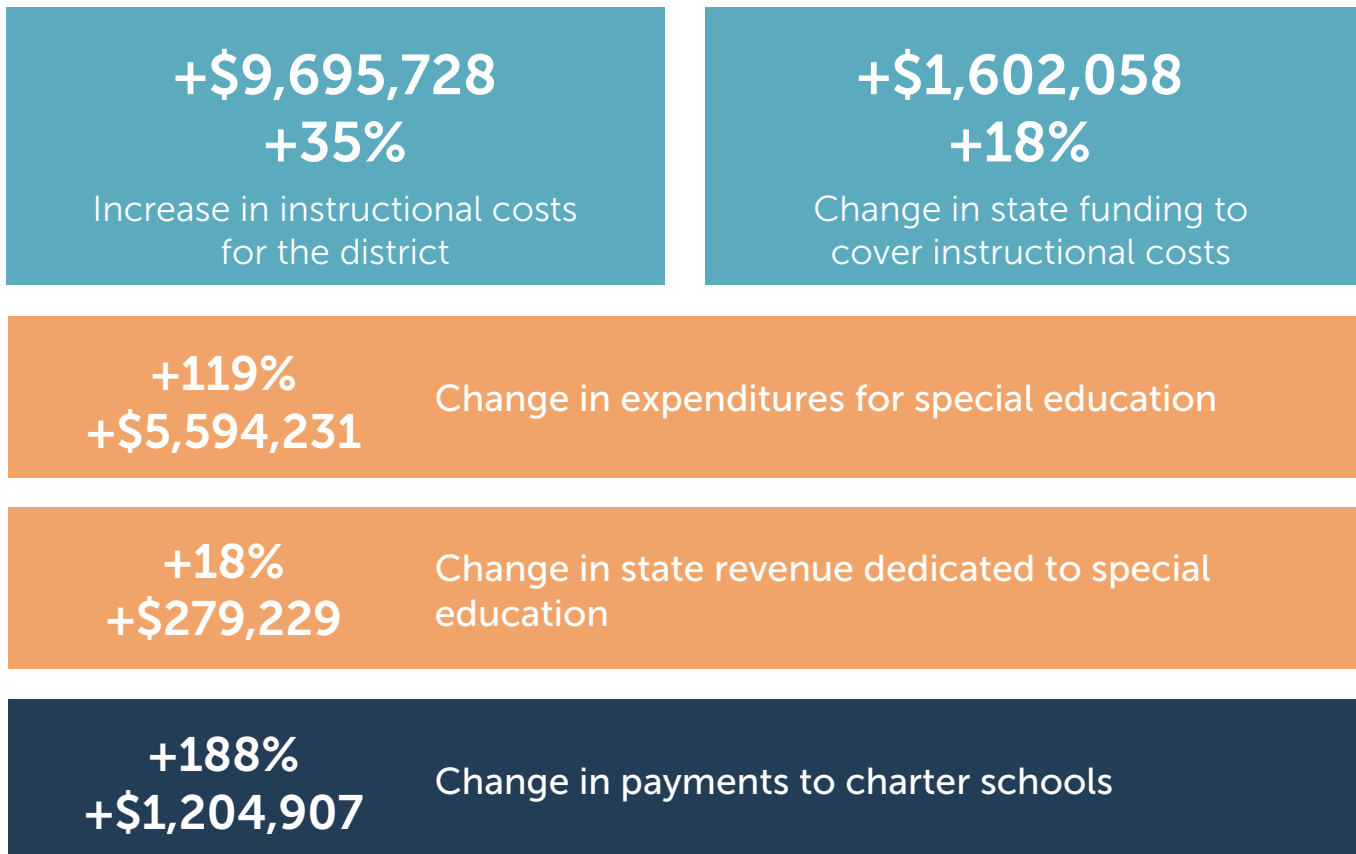 +$9,695,728
+35%
Increase in instructional costs
for the district
+$1,602,058
+18%
Change in state funding to
cover instructional costs
+119%
+$5,594,231
Change in expenditures for special education
+18%
+$279,229
Change in state revenue dedicated to special
education
+188%
+$1,204,907
Change in payments to charter schools